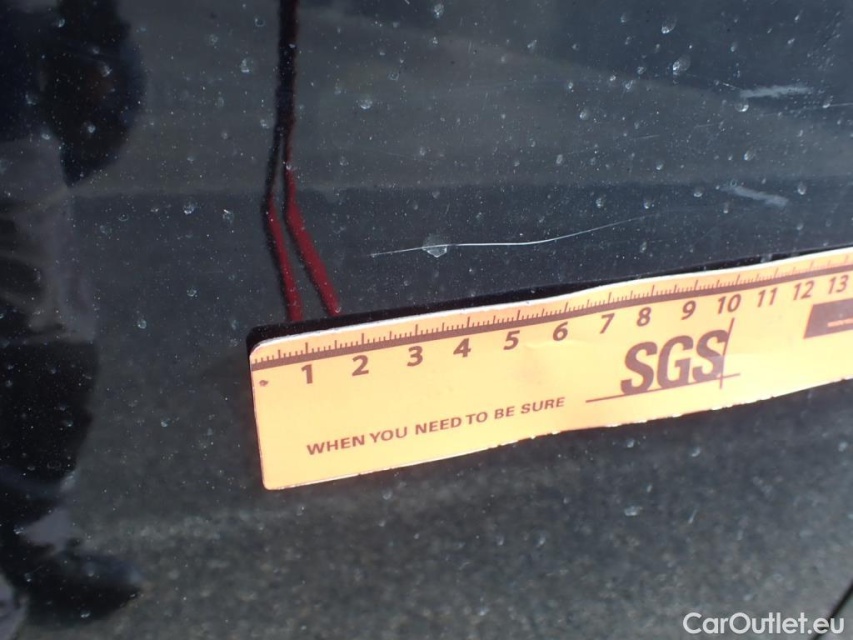 1 2 3 4 5 6 7 8 9 10 11 12 13
SGS
WHEN YOU NEED TO BE SURE
CarOutlet.eu